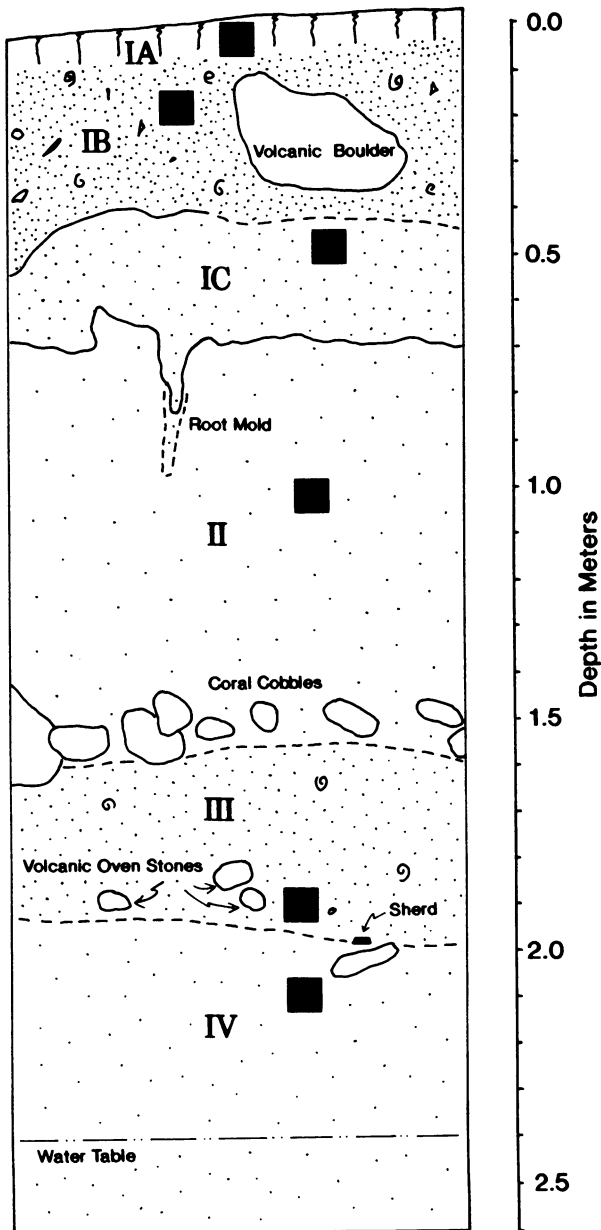 0.0
IA
IB
Volcanic Boulder
0.5
IC
Root Mold
1.0
II
Depth in Meters
Coral Cobbles
1.5
III
Volcanic Oven Stones
Sherd
2.0
IV
Water Table
2.5